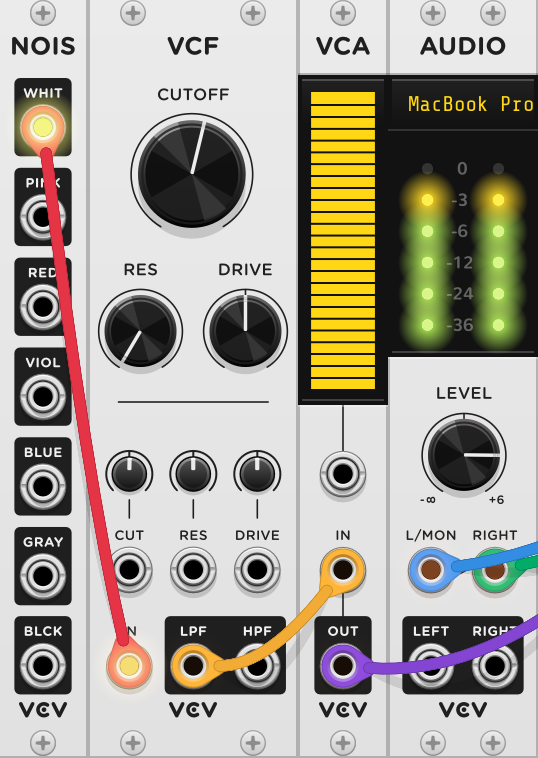 NOIS
VCF
VCA
AUDIO
WHIT
PINK
RED
VIOL
BLUE
GRAY
BLCK
VCV
CUTOFF
RES
DRIVE
CUT
RES
DRIVE
IN
LPF
HPF
VCV
IN
OUT
VCV
MacBook Pro
0
-3
-6
-12
-24
-36
LEVEL
-∞
+6
L/MON
RIGHT
LEFT
RIGHT
VCV